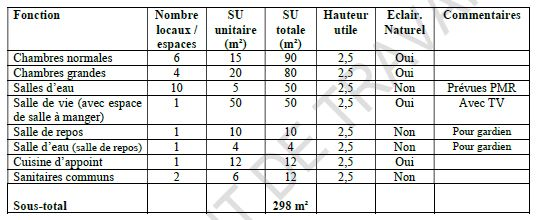 Fonction | Nombre locaux / espaces | SU unitaire (m²) | SU totale (m²) | Hauteur utile | Eclair. Naturel | Commentaires
Chambres normales | 6 | 15 | 90 | 2,5 | Oui |
Chambres grandes | 4 | 20 | 80 | 2,5 | Oui |
Salles d'eau | 10 | 5 | 50 | 2,5 | Non | Prévues PMR
Salle de vie (avec espace de salle à manger) | 1 | 50 | 50 | 2,5 | Oui | Avec TV
Salle de repos | 1 | 10 | 10 | 2,5 | Non | Pour gardien
Salle d'eau (salle de repos) | 1 | 4 | 4 | 2,5 | Non | Pour gardien
Cuisine d'appoint | 1 | 12 | 12 | 2,5 | Oui |
Sanitaires communs | 2 | 6 | 12 | 2,5 | Non |
Sous-total | | | 298 m² | | |
T DE TRAVA